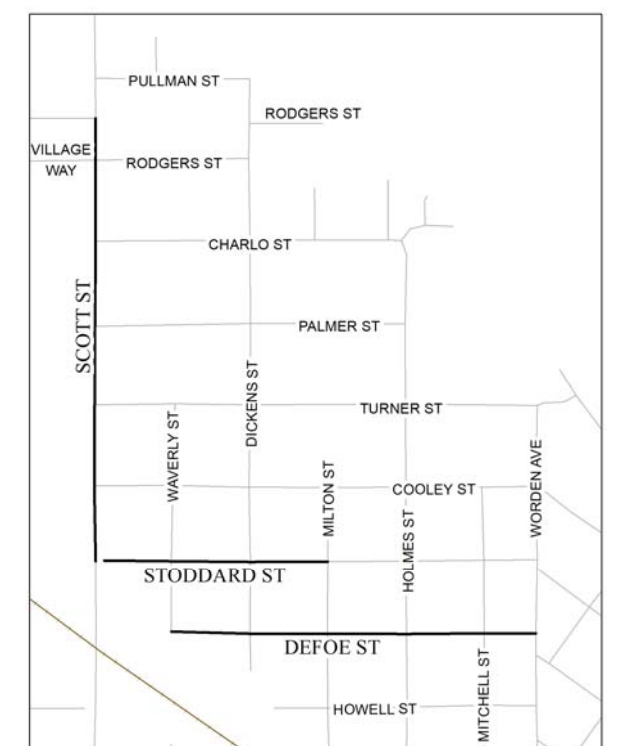 PULLMAN ST
RODGERS ST
VILLAGE
WAY
RODGERS ST
CHARLO ST
SCOTT ST
PALMER ST
DICKENS ST
TURNER ST
WAVERLY ST
MILTON ST
COOLEY ST
WORDEN AVE
HOLMES ST
STODDARD ST
DEFOE ST
MITCHELL ST
HOWELL ST